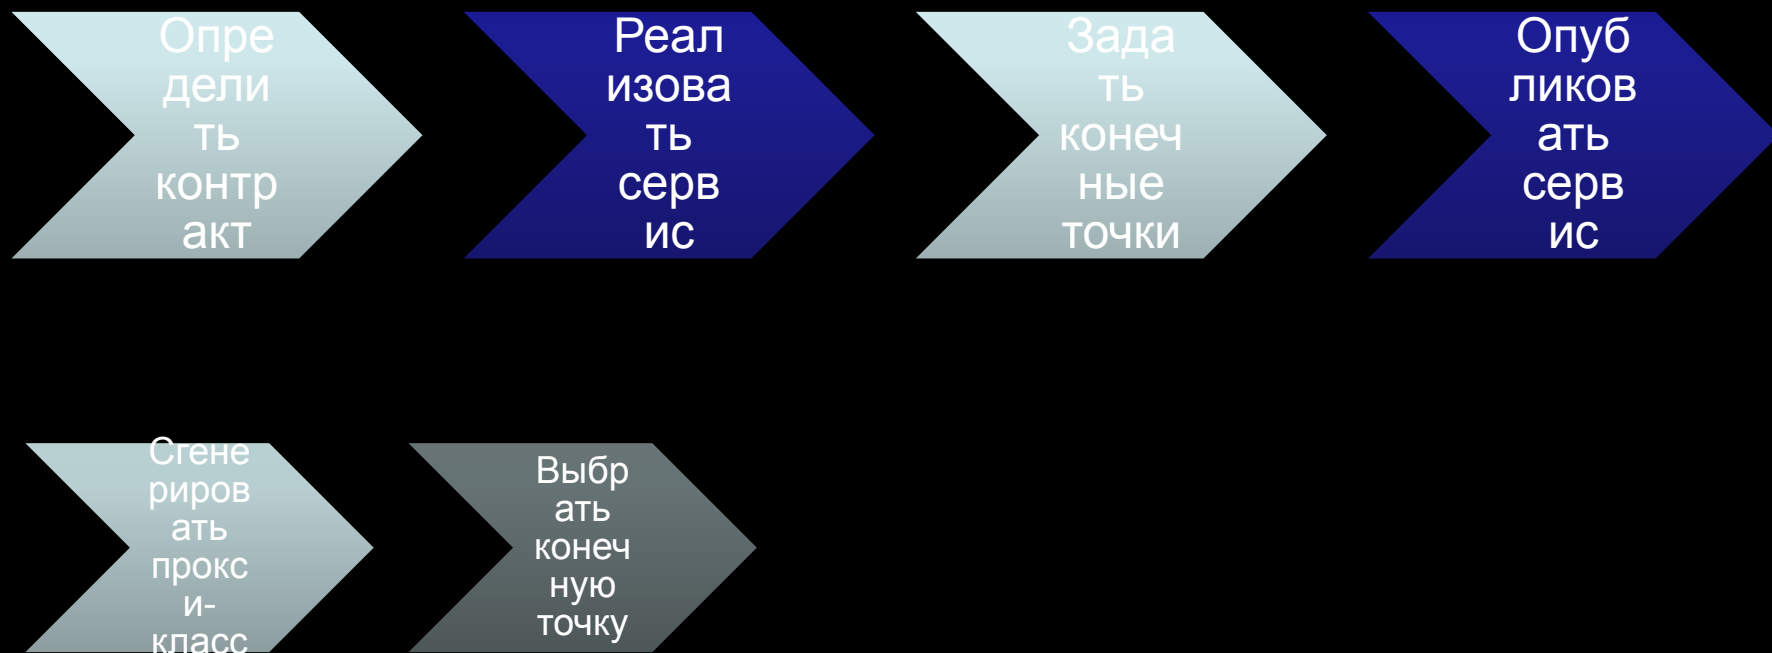 Опре
дели
ть
контр
акт
Реал
изова
ть
серв
ис
Зада
ть
конеч
ные
точки
Опуб
ликов
ать
серв
ис
Сгене
риров
ать
прокс
и-
класс
Выбр
ать
конеч
ную
точку